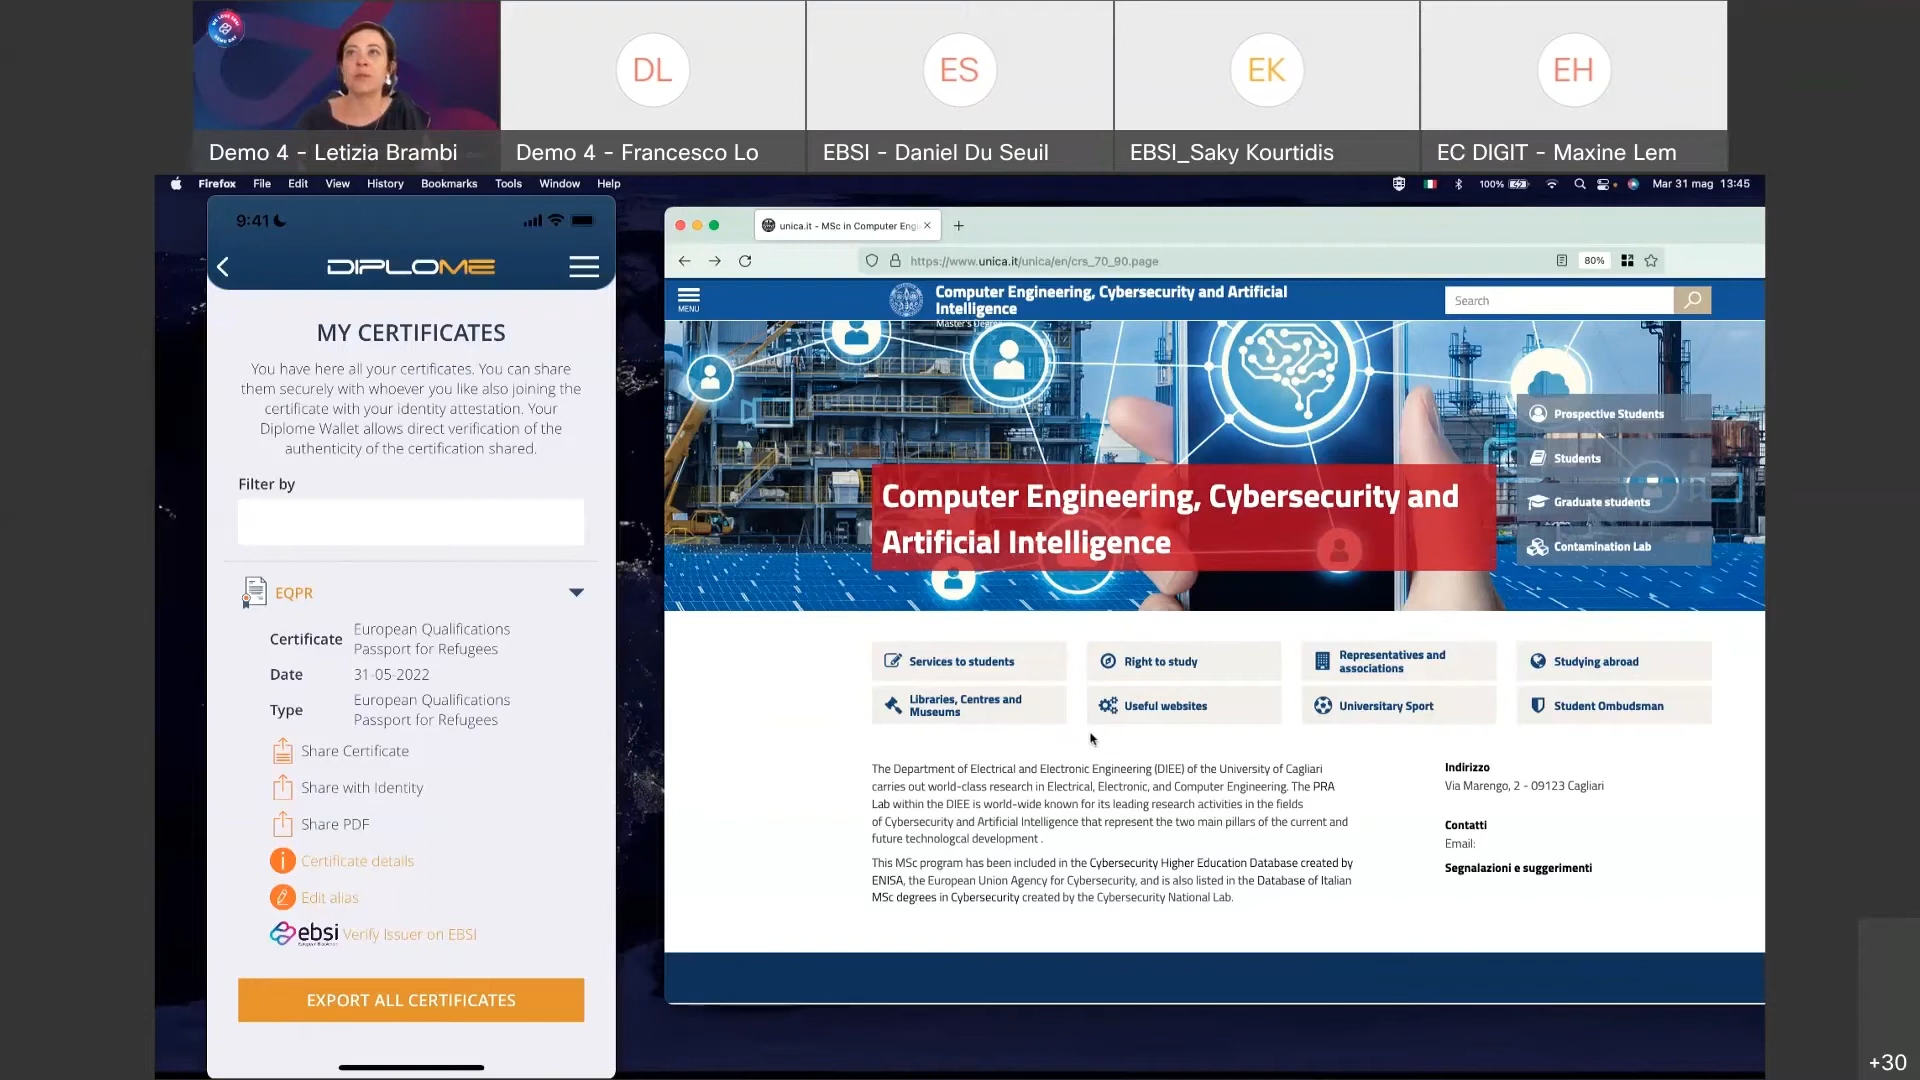 WE LOVE EBSI
DEMO DAY
DL
ES
EK
EH
Demo 4 - Letizia Brambi
Demo 4 - Francesco Lo
EBSI - Daniel Du Seuil
EBSI_Saky Kourtidis
EC DIGIT - Maxine Lem
Firefox File Edit View History Bookmarks Tools Window Help
100%
Mar 31 mag 13:45
9:41
DIPLOME
MY CERTIFICATES
You have here all your certificates. You can share
them securely with whoever you like also joining the
certificate with your identity attestation. Your
Diplome Wallet allows direct verification of the
authenticity of the certification shared.
Filter by
EQPR
Certificate European Qualifications
Passport for Refugees
Date 31-05-2022
Type European Qualifications
Passport for Refugees
Share Certificate
Share with Identity
Share PDF
Certificate details
Edit alias
ebsi Verify Issuer on EBSI
EXPORT ALL CERTIFICATES
unica.it - MSc in Computer Eng
https://www.unica.it/unica/en/crs_70_90.page
80%
MENU
Computer Engineering, Cybersecurity and Artificial
Intelligence
Master's Degree
Search
Prospective Students
Students
Graduate students
Contamination Lab
Computer Engineering, Cybersecurity and
Artificial Intelligence
Services to students
Right to study
Representatives and
associations
Studying abroad
Libraries, Centres and
Museums
Useful websites
Universitary Sport
Student Ombudsman
The Department of Electrical and Electronic Engineering (DIEE) of the University of Cagliari
carries out world-class research in Electrical, Electronic, and Computer Engineering. The PRA
Lab within the DIEE is world-wide known for its leading research activities in the fields
of Cybersecurity and Artificial Intelligence that represent the two main pillars of the current and
future technologcal development .
This MSc program has been included in the Cybersecurity Higher Education Database created by
ENISA, the European Union Agency for Cybersecurity, and is also listed in the Database of Italian
MSc degrees in Cybersecurity created by the Cybersecurity National Lab.
Indirizzo
Via Marengo, 2 - 09123 Cagliari
Contatti
Email:
Segnalazioni e suggerimenti
+30